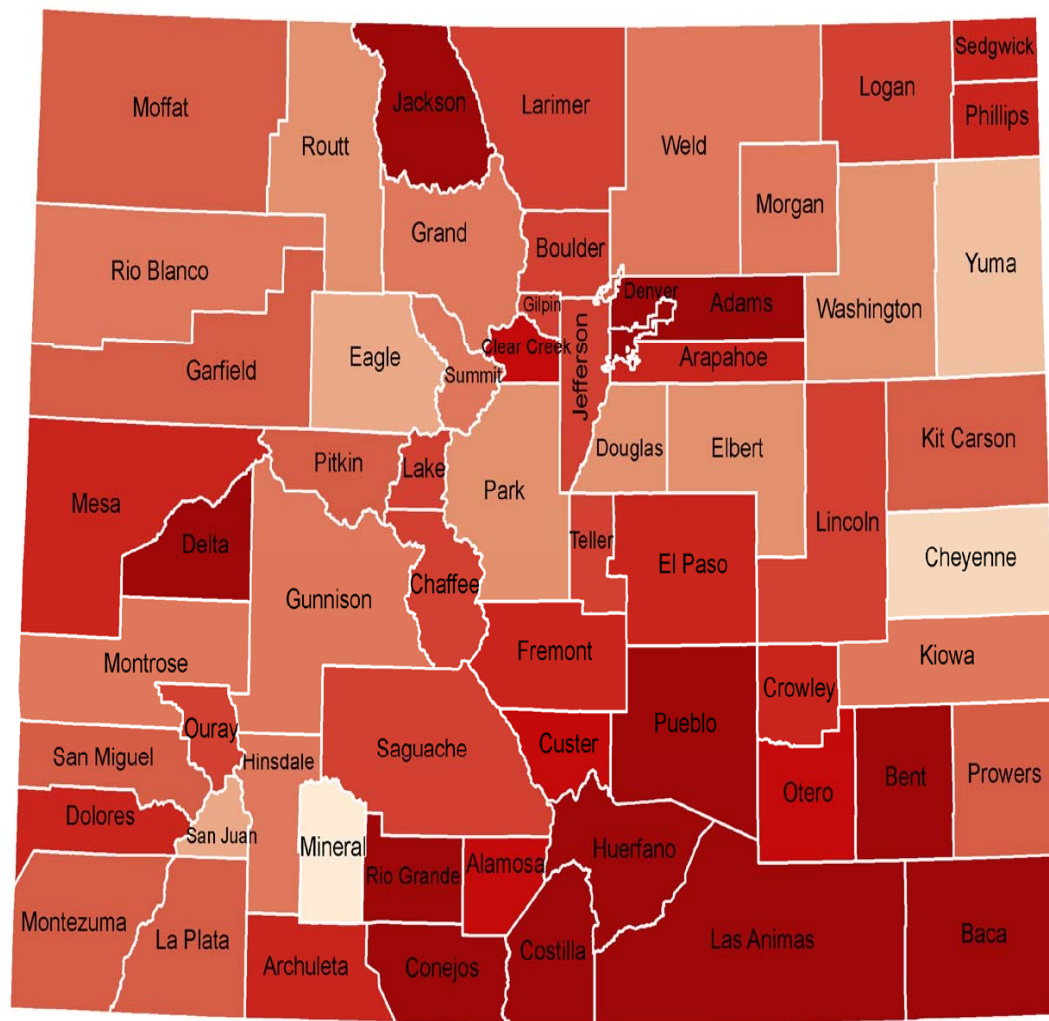 Sedgwick
Moffat
Jackson
Larimer
Logan
Phillips
Routt
Weld
Morgan
Grand
Boulder
Rio Blanco
Yuma
Gilpin
Denver
Adams
Washington
Clear Creek
Eagle
Arapahoe
Garfield
Summit
Jefferson
Kit Carson
Douglas
Elbert
Pitkin
Lake
Park
Mesa
Lincoln
Delta
Teller
Cheyenne
El Paso
Chaffee
Gunnison
Fremont
Kiowa
Montrose
Crowley
Ouray
Pueblo
Custer
Saguache
San Miguel
Hinsdale
Bent
Prowers
Otero
Dolores
San Juan
Mineral
Huerfano
Alamosa
Rio Grande
Montezuma
La Plata
Las Animas
Baca
Costilla
Archuleta
Conejos